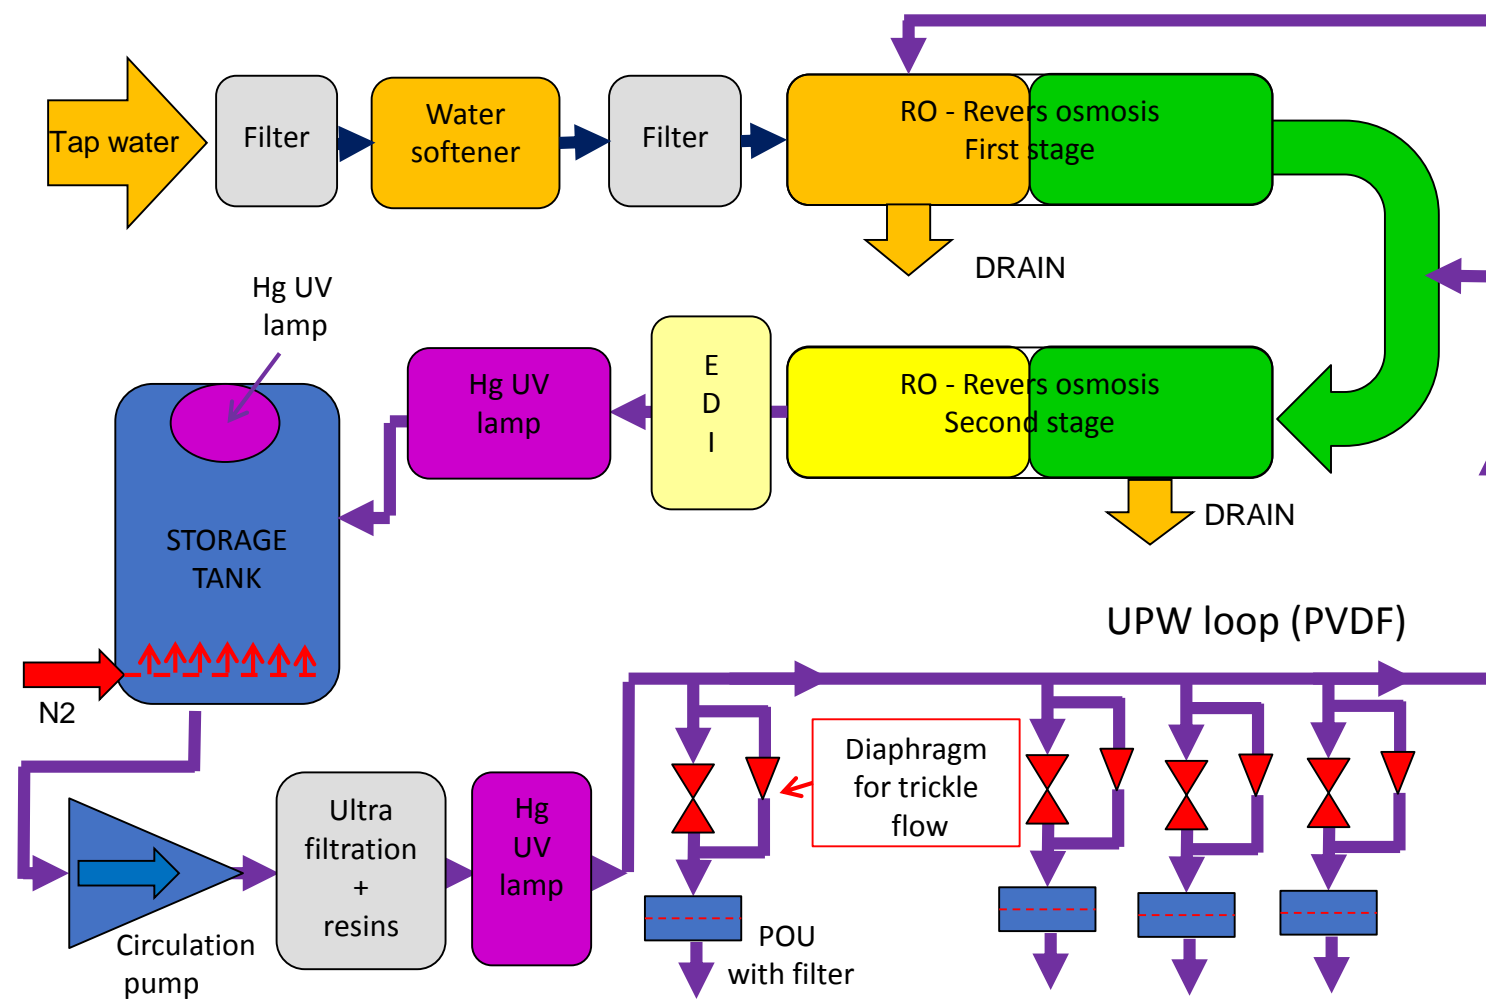 Tap water
Filter
Water
softener
Filter
RO - Revers osmosis
First stage
DRAIN
Hg UV
lamp
Hg UV
lamp
E
D
I
RO - Revers osmosis
Second stage
DRAIN
STORAGE
TANK
N2
UPW loop (PVDF)
Diaphragm
for trickle
flow
Ultra
filtration
+
resins
Hg
UV
lamp
Circulation
pump
POU
with filter